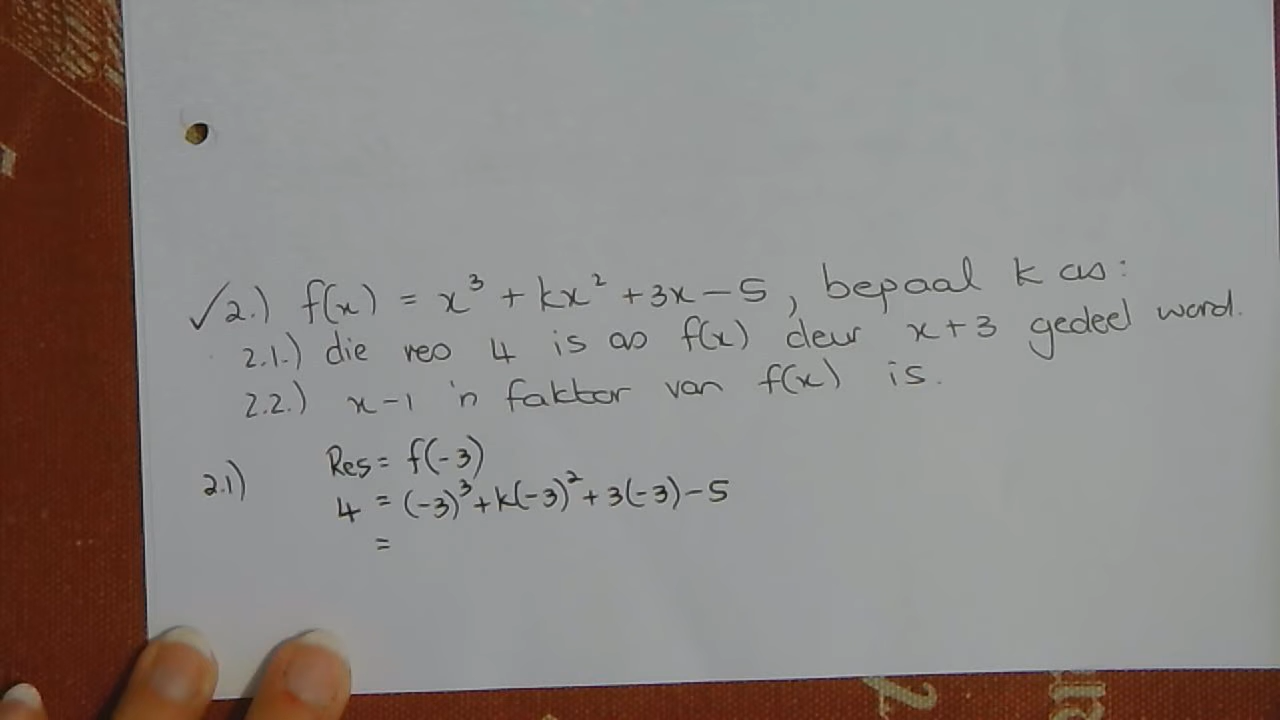 ✓2.) f(x) = x³ + kx² + 3x - 5, bepaal k as:
2.1.) die res 4 is as f(x) deur x+3 gedeel word.
2.2.) x-1 'n faktor van f(x) is.
2.1) Res = f(-3)
4 = (-3)³ + k(-3)² + 3(-3) - 5
=